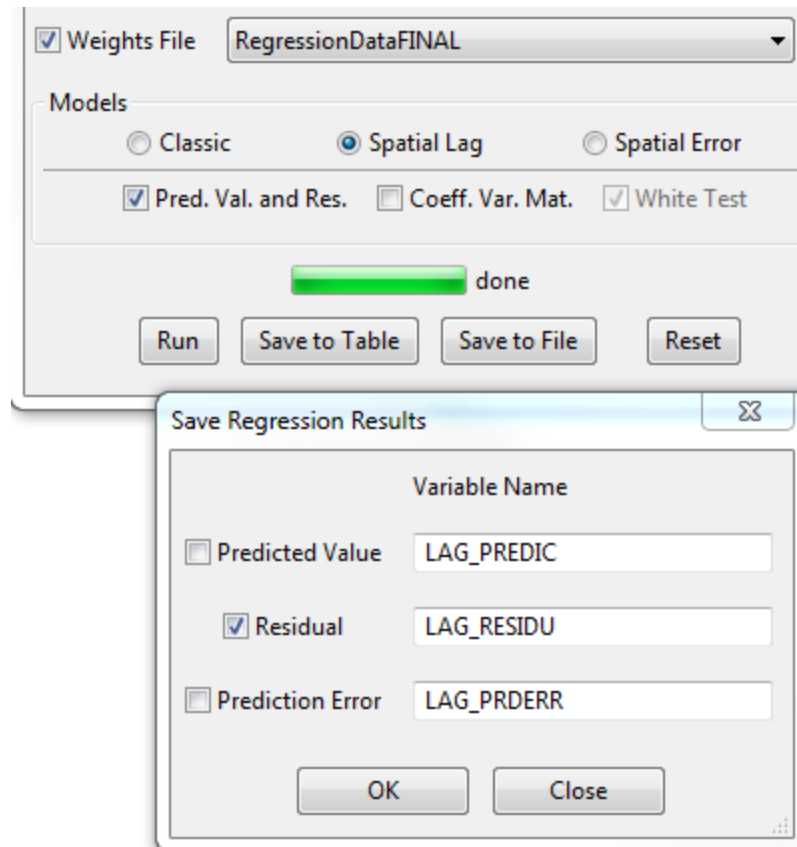 Weights File RegressionDataFINAL
Models
Classic Spatial Lag Spatial Error
Pred. Val. and Res. Coeff. Var. Mat. White Test
done
Run Save to Table Save to File Reset
Save Regression Results
Variable Name
Predicted Value LAG_PREDIC
Residual LAG_RESIDU
Prediction Error LAG_PRDERR
OK Close